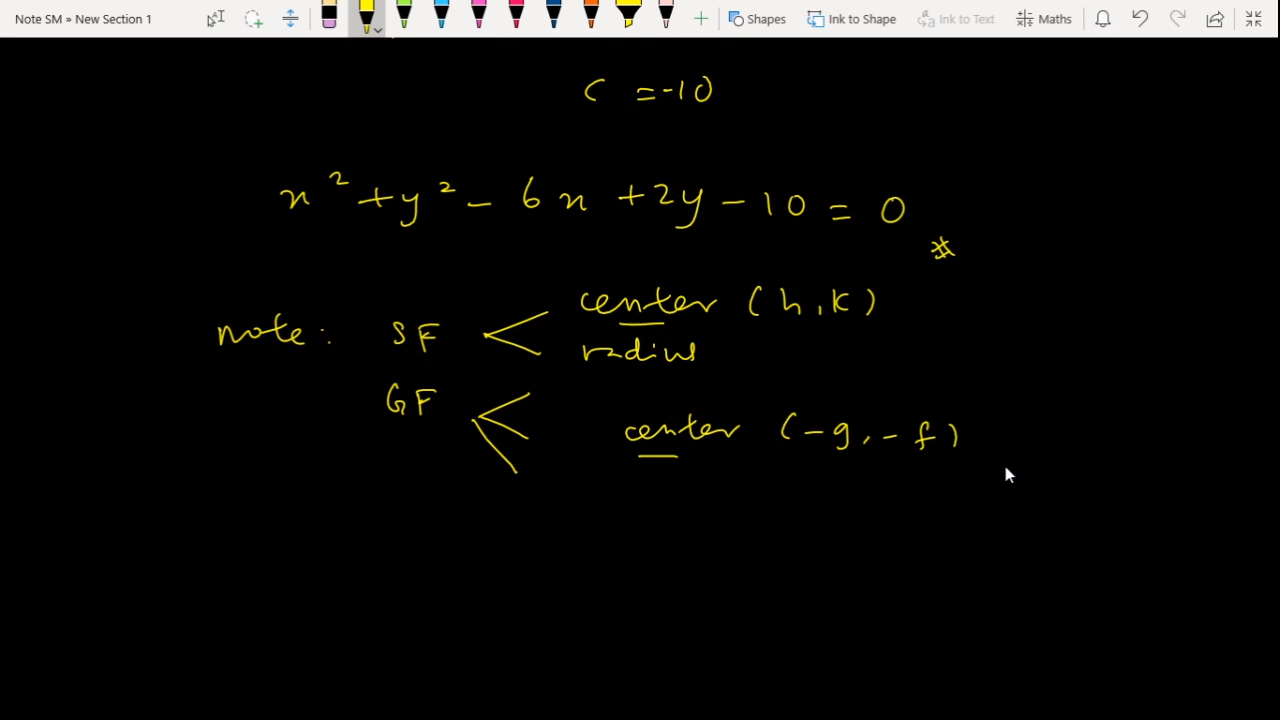 Note SM » New Section 1
Shapes
Ink to Shape
Ink to Text
Maths
C = -10
x² + y² - 6x + 2y - 10 = 0
*
note: SF < center (h, k)
radius
GF < center (-g, -f)